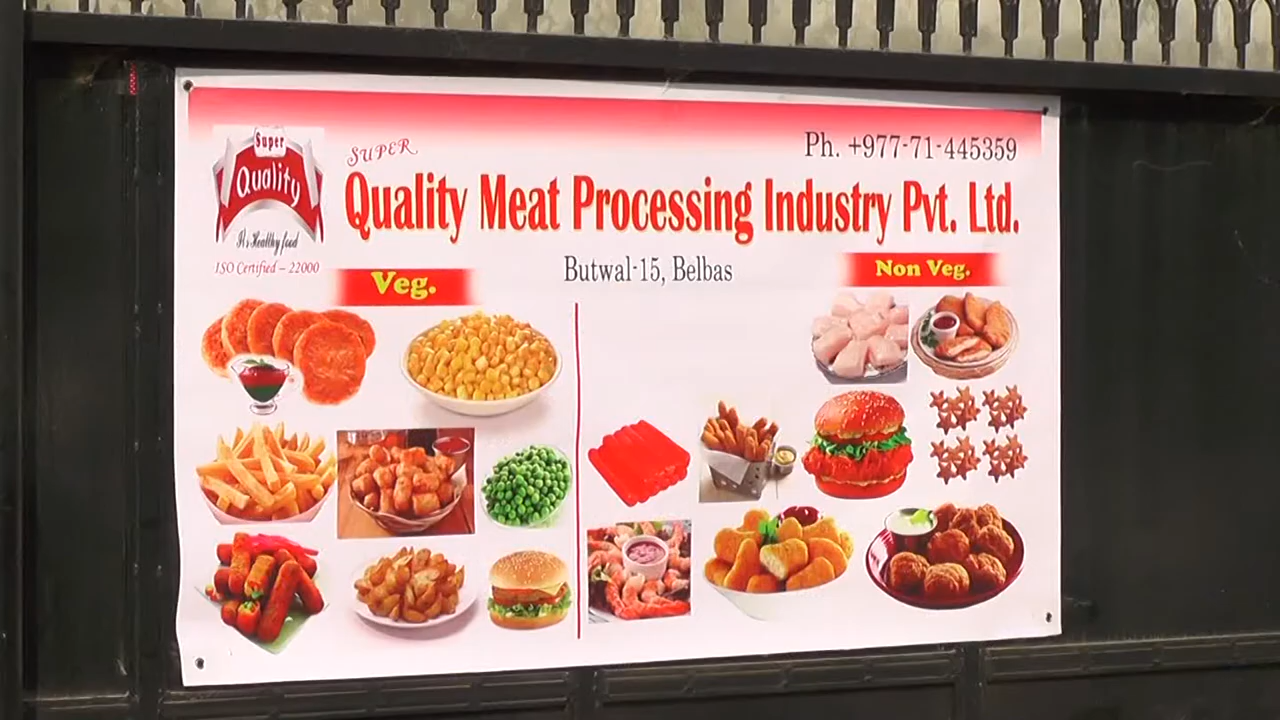 Super
Quality
It's Healthy food
ISO Certified – 22000
SUPER
Ph. +977-71-445359
Quality Meat Processing Industry Pvt. Ltd.
Butwal-15, Belbas
Veg.
Non Veg.